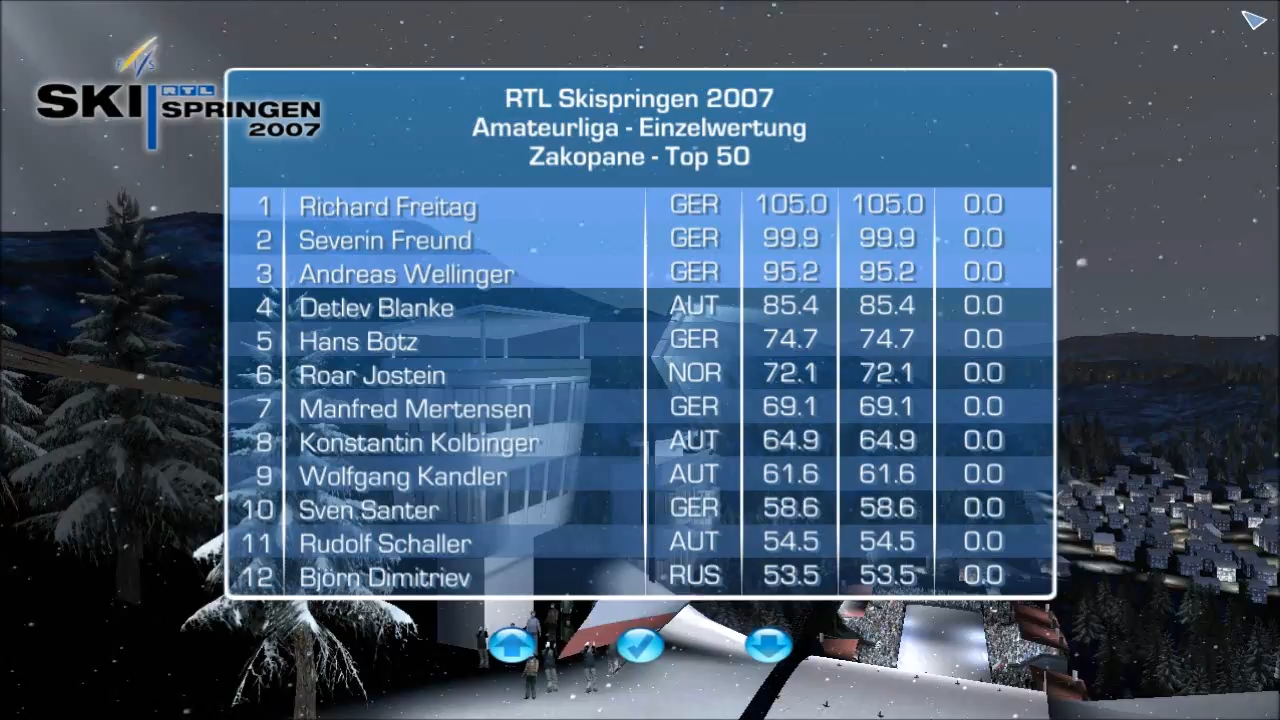 FIS
SKI RTL SPRINGEN 2007
RTL Skispringen 2007
Amateurliga - Einzelwertung
Zakopane - Top 50
1 Richard Freitag GER 105.0 105.0 0.0
2 Severin Freund GER 99.9 99.9 0.0
3 Andreas Wellinger GER 95.2 95.2 0.0
4 Detlev Blanke AUT 85.4 85.4 0.0
5 Hans Botz GER 74.7 74.7 0.0
6 Roar Jostein NOR 72.1 72.1 0.0
7 Manfred Mertensen GER 69.1 69.1 0.0
8 Konstantin Kolbinger AUT 64.9 64.9 0.0
9 Wolfgang Kandler AUT 61.6 61.6 0.0
10 Sven Santer GER 58.6 58.6 0.0
11 Rudolf Schaller AUT 54.5 54.5 0.0
12 Björn Dimitriev RUS 53.5 53.5 0.0